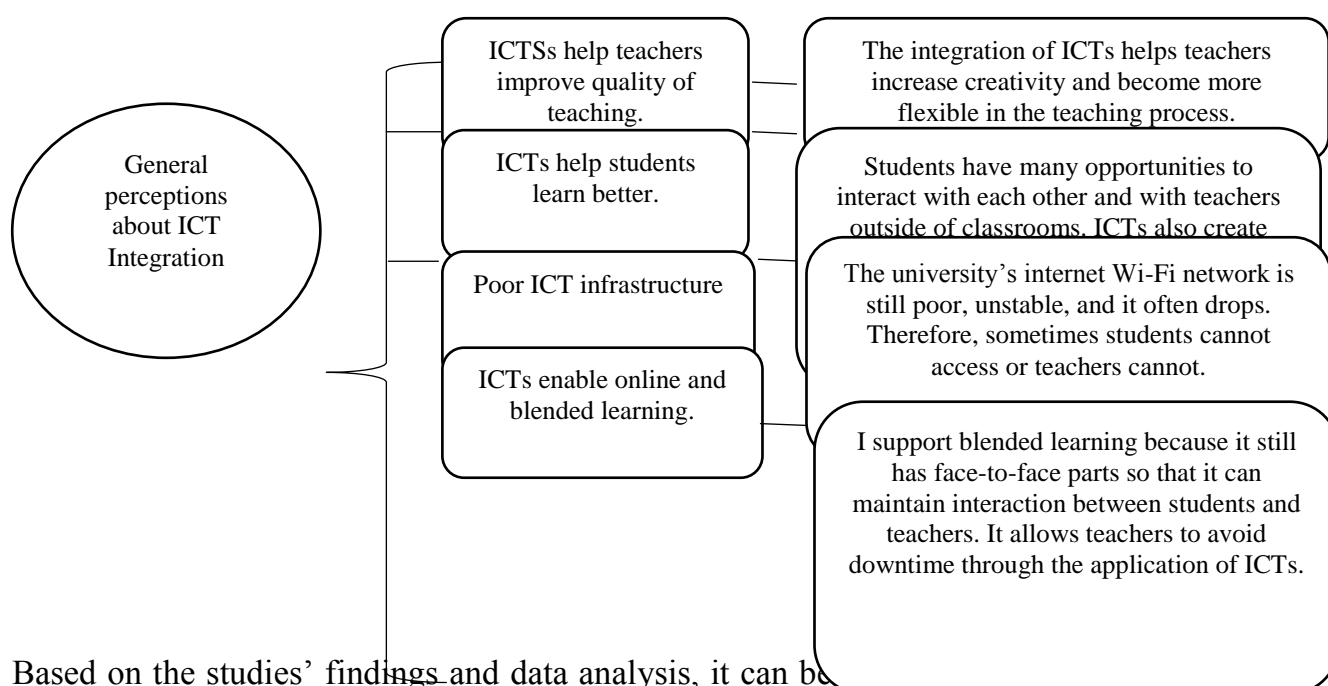 General
perceptions
about ICT
Integration
ICTSs help teachers
improve quality of
teaching.
The integration of ICTs helps teachers
increase creativity and become more
flexible in the teaching process.
ICTs help students
learn better.
Students have many opportunities to
interact with each other and with teachers
outside of classrooms. ICTs also create
Poor ICT infrastructure
The university’s internet Wi-Fi network is
still poor, unstable, and it often drops.
Therefore, sometimes students cannot
access or teachers cannot.
ICTs enable online and
blended learning.
I support blended learning because it still
has face-to-face parts so that it can
maintain interaction between students and
teachers. It allows teachers to avoid
downtime through the application of ICTs.
Based on the studies’ findings and data analysis, it can be